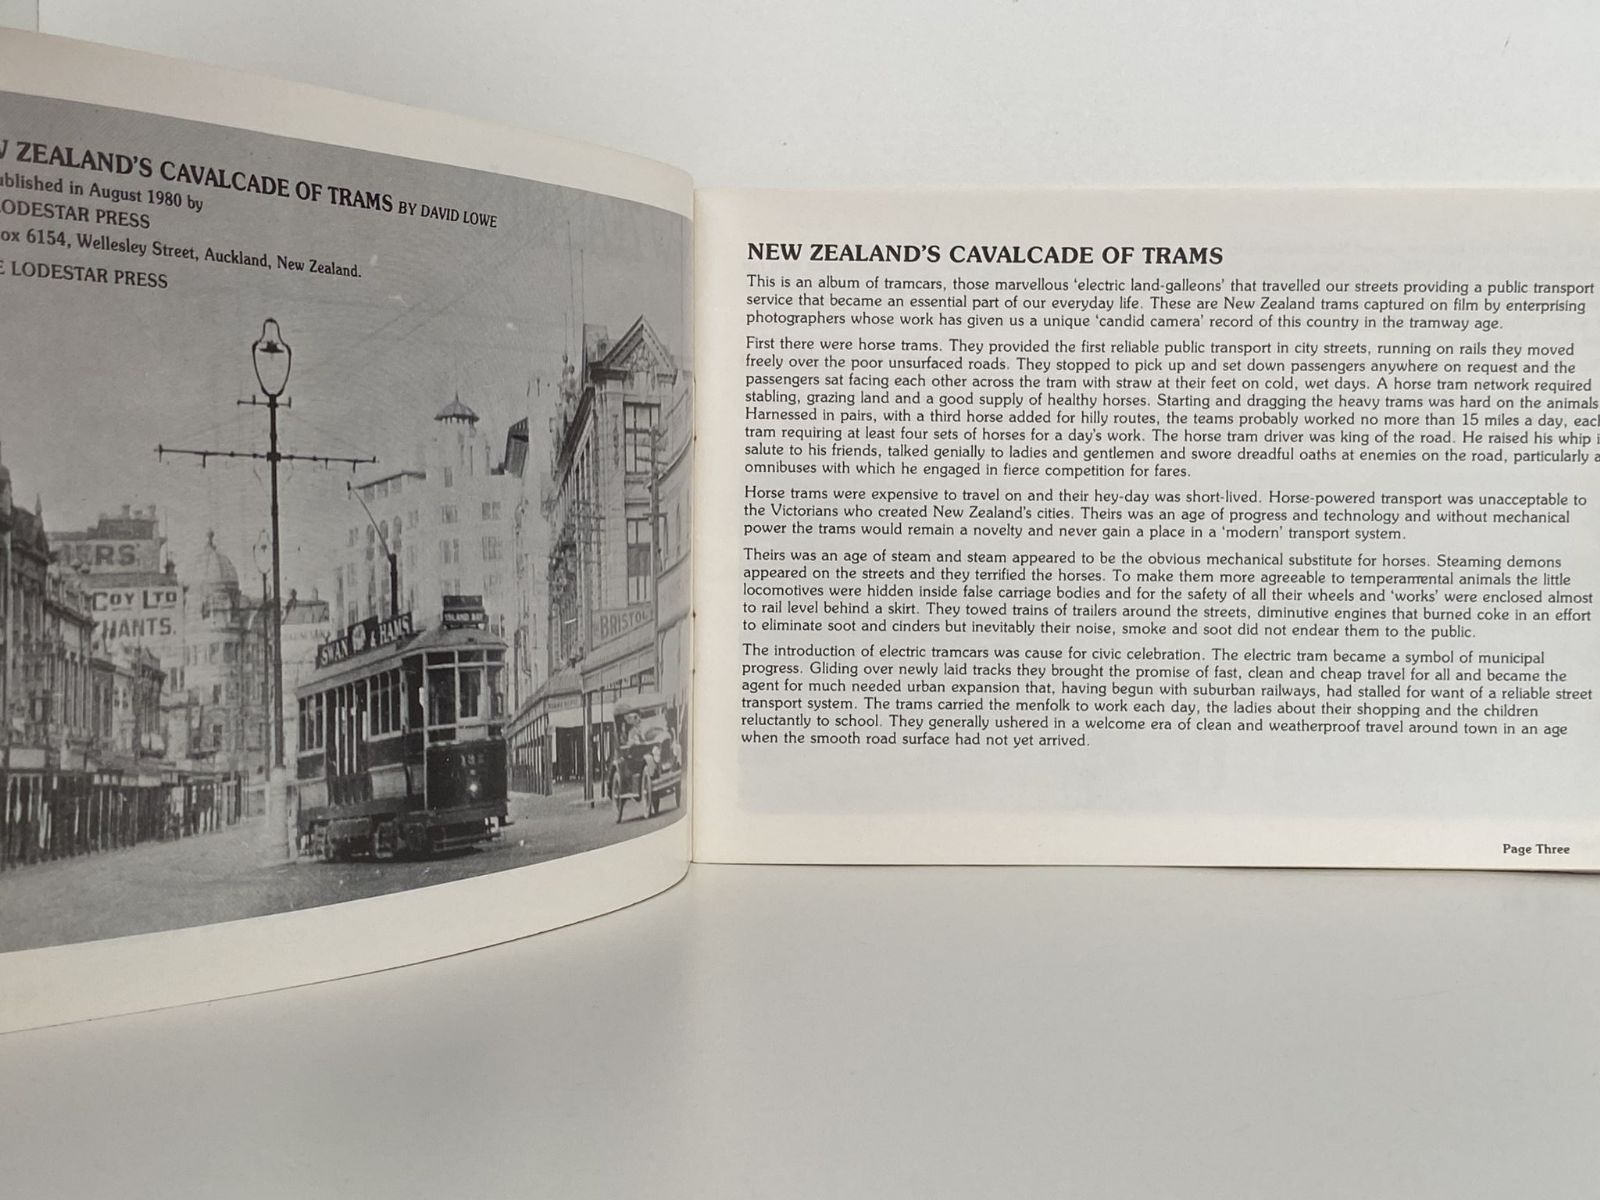 ZEALAND'S CAVALCADE OF TRAMS BY DAVID LOWE
in August 1980 by
PRESS
6154, Wellesley Street, Auckland, New Zealand.
LODESTAR PRESS
COY LTD
SWAN & HAMS
BRISTOL
NEW ZEALAND'S CAVALCADE OF TRAMS
This is an album of tramcars, those marvellous 'electric land-galleons' that travelled our streets providing a public transport
service that became an essential part of our everyday life. These are New Zealand trams captured on film by enterprising
photographers whose work has given us a unique 'candid camera' record of this country in the tramway age.
First there were horse trams. They provided the first reliable public transport in city streets, running on rails they moved
freely over the poor unsurfaced roads. They stopped to pick up and set down passengers anywhere on request and the
passengers sat facing each other across the tram with straw at their feet on cold, wet days. A horse tram network required
stabling, grazing land and a good supply of healthy horses. Starting and dragging the heavy trams was hard on the animals
Harnessed in pairs, with a third horse added for hilly routes, the teams probably worked no more than 15 miles a day,
tram requiring at least four sets of horses for a day's work. The horse tram driver was king of the road. He raised his whip
salute to his friends, talked genially to ladies and gentlemen and swore dreadful oaths at enemies on the road, particularly
omnibuses with which he engaged in fierce competition for fares.
Horse trams were expensive to travel on and their hey-day was short-lived. Horse-powered transport was unacceptable to
the Victorians who created New Zealand's cities. Theirs was an age of progress and technology and without mechanical
power the trams would remain a novelty and never gain a place in a 'modern' transport system.
Theirs was an age of steam and steam appeared to be the obvious mechanical substitute for horses. Steaming demons
appeared on the streets and they terrified the horses. To make them more agreeable to temperamental animals the little
locomotives were hidden inside false carriage bodies and for the safety of all their wheels and 'works' were enclosed almost
to rail level behind a skirt. They towed trains of trailers around the streets, diminutive engines that burned coke in an effort
to eliminate soot and cinders but inevitably their noise, smoke and soot did not endear them to the public.
The introduction of electric tramcars was cause for civic celebration. The electric tram became a symbol of municipal
progress. Gliding over newly laid tracks they brought the promise of fast, clean and cheap travel for all and became the
agent for much needed urban expansion that, having begun with suburban railways, had stalled for want of a reliable street
transport system. The trams carried the menfolk to work each day, the ladies about their shopping and the children
reluctantly to school. They generally ushered in a welcome era of clean and weatherproof travel around town in an age
when the smooth road surface had not yet arrived.
Page Three